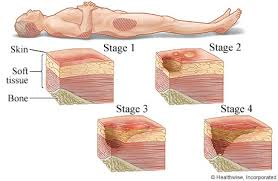 Stage 1
Stage 2
Skin
Soft
tissue
Bone
Stage 3
Stage 4
© Healthwise, Incorporated